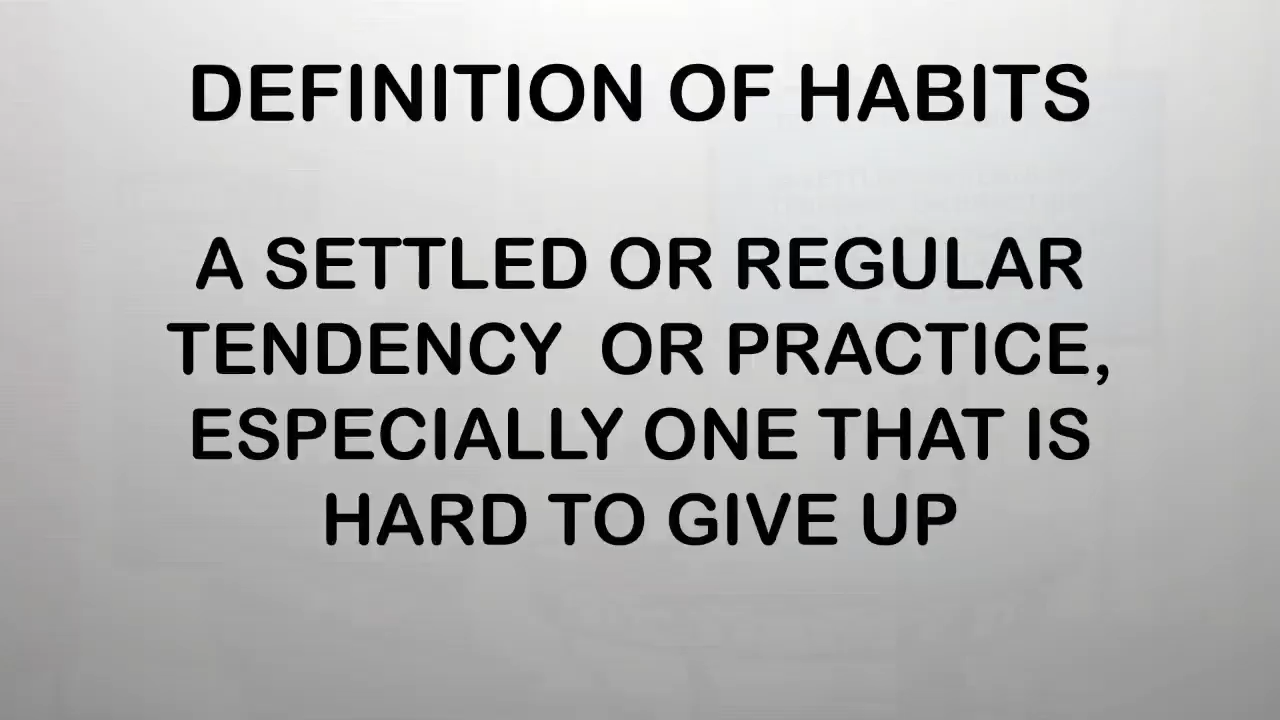 DEFINITION OF HABITS
A SETTLED OR REGULAR
TENDENCY OR PRACTICE,
ESPECIALLY ONE THAT IS
HARD TO GIVE UP